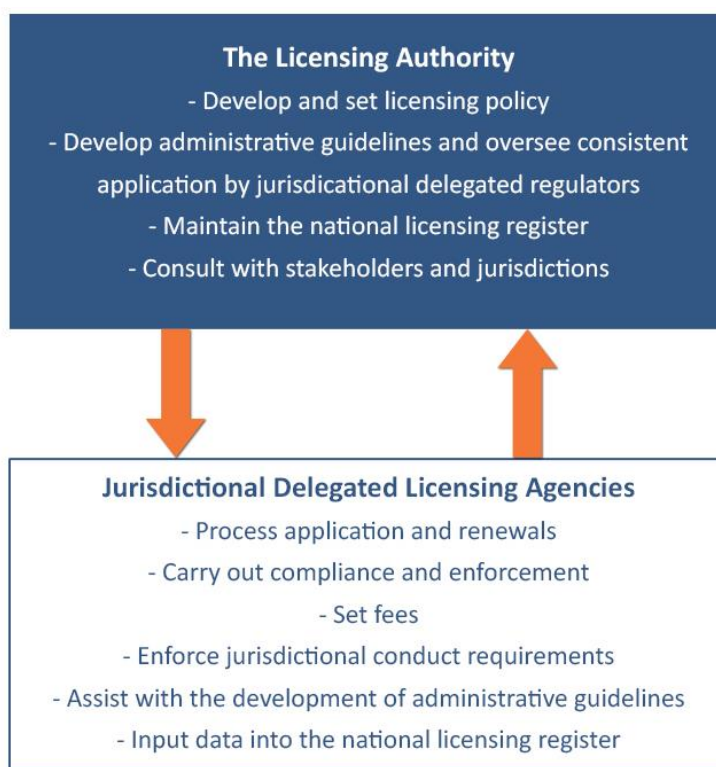 The Licensing Authority
- Develop and set licensing policy
- Develop administrative guidelines and oversee consistent
application by jurisdicational delegated regulators
- Maintain the national licensing register
- Consult with stakeholders and jurisdictions
Jurisdictional Delegated Licensing Agencies
- Process application and renewals
- Carry out compliance and enforcement
- Set fees
- Enforce jurisdictional conduct requirements
- Assist with the development of administrative guidelines
- Input data into the national licensing register